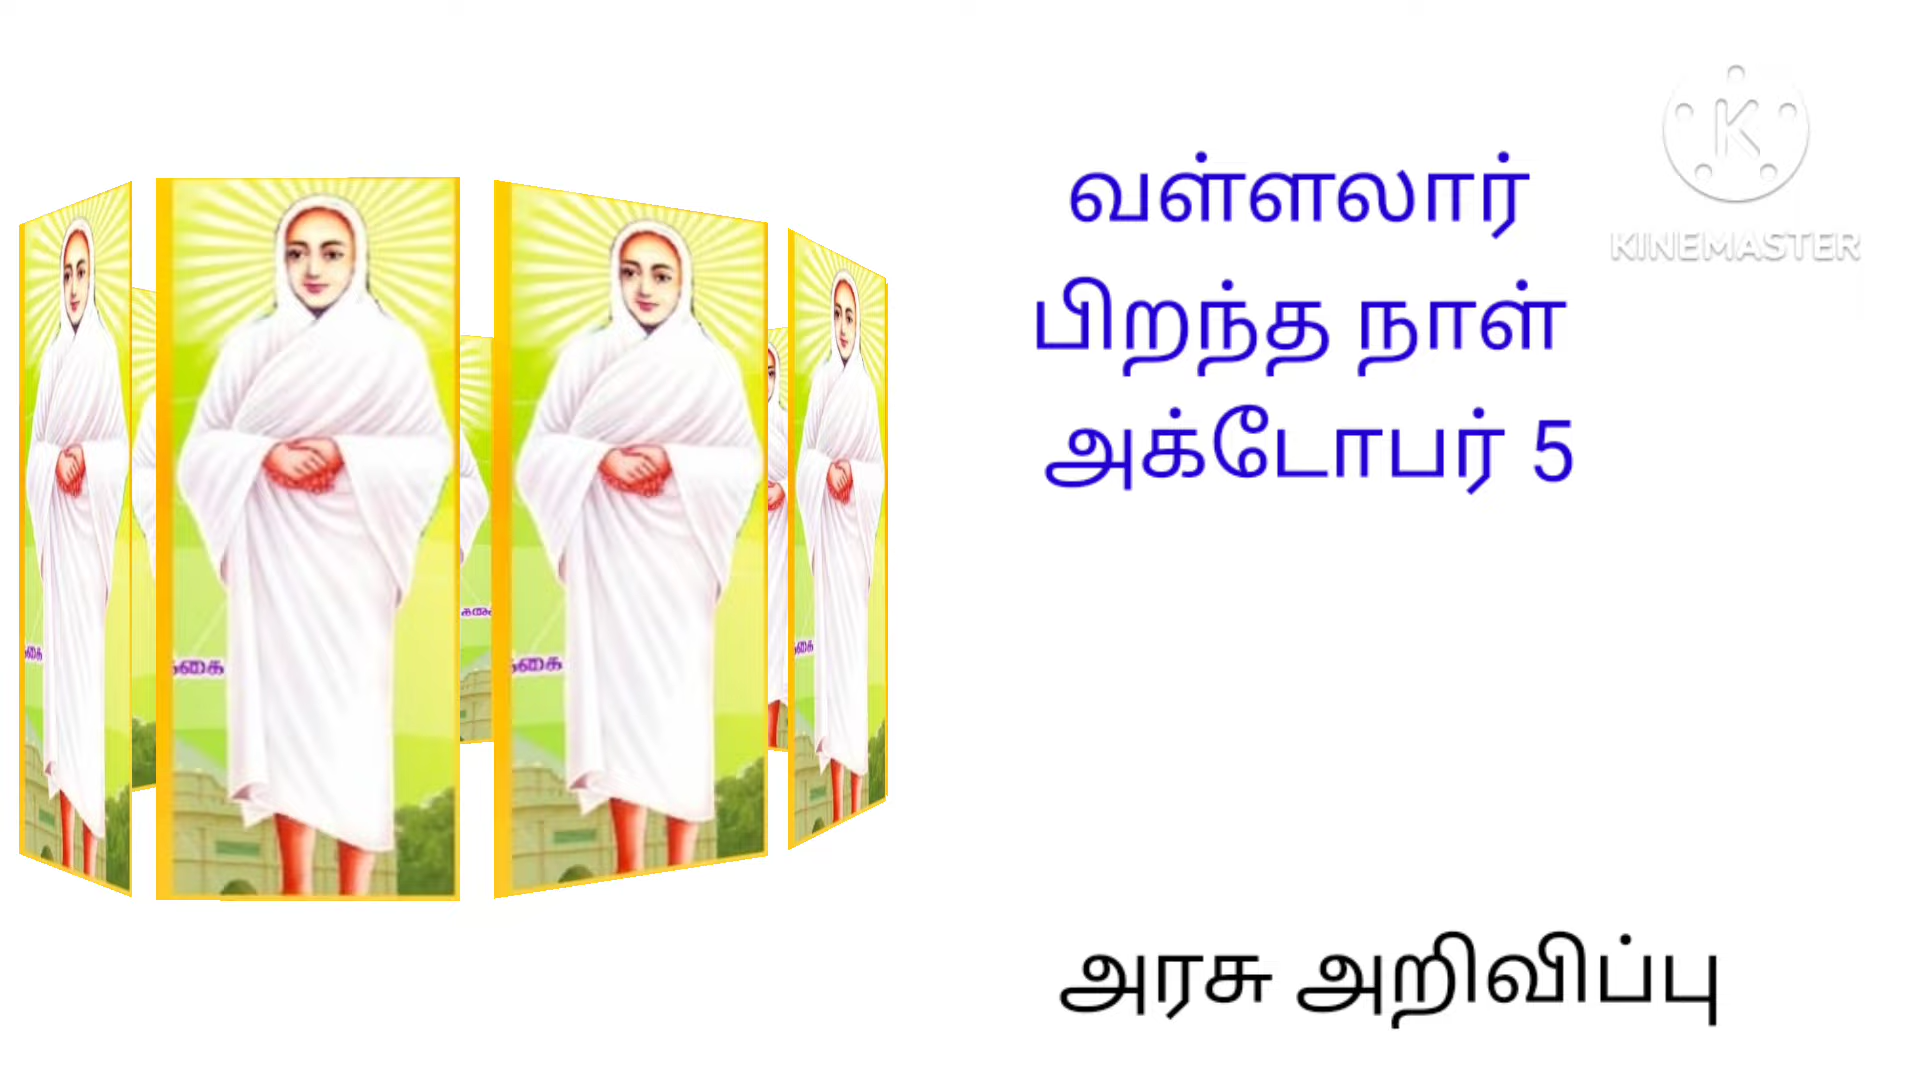 வள்ளலார்
பிறந்த நாள்
அக்டோபர் 5
KINEMASTER
அரசு அறிவிப்பு